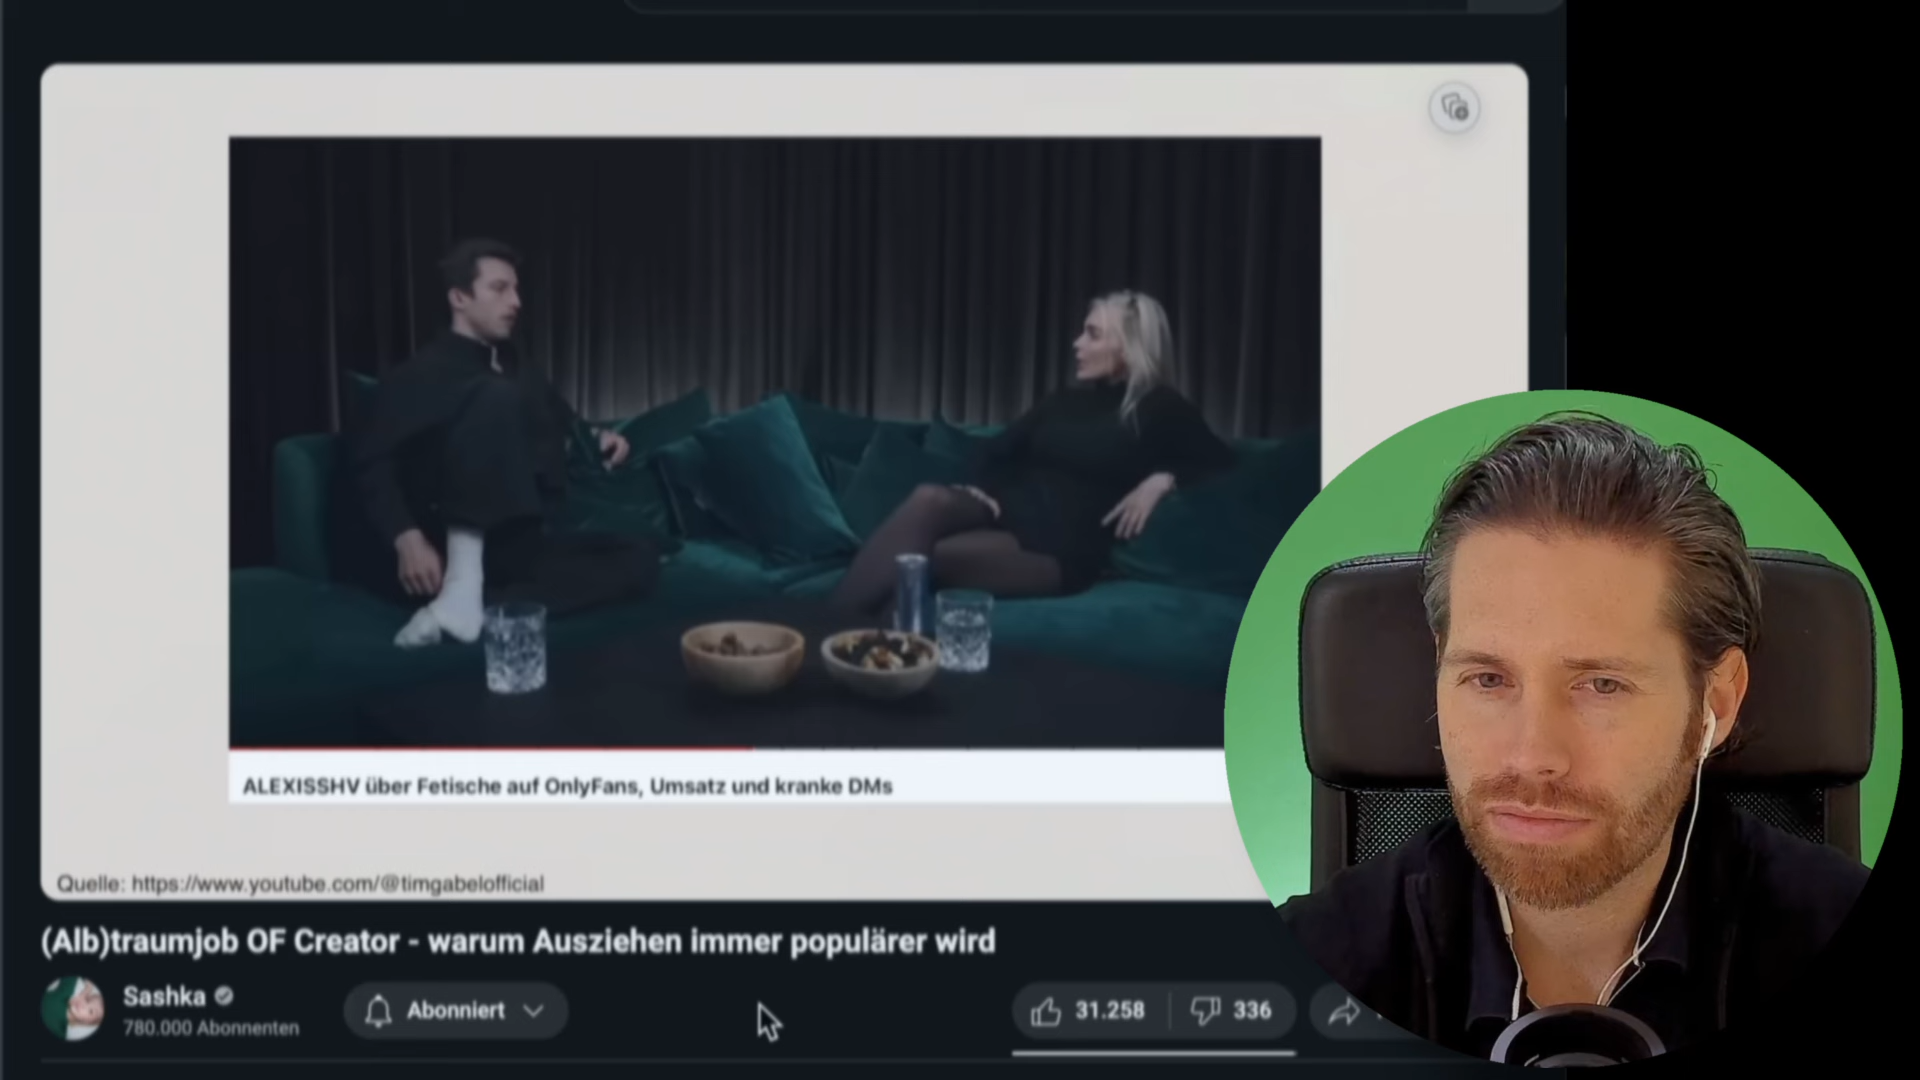 ALEXISSHV über Fetische auf OnlyFans, Umsatz und kranke DMs
Quelle: https://www.youtube.com/@timgabelofficial
(Alb)traumjob OF Creator - warum Ausziehen immer populärer wird
Sashka
780.000 Abonnenten
Abonniert
31.258
336